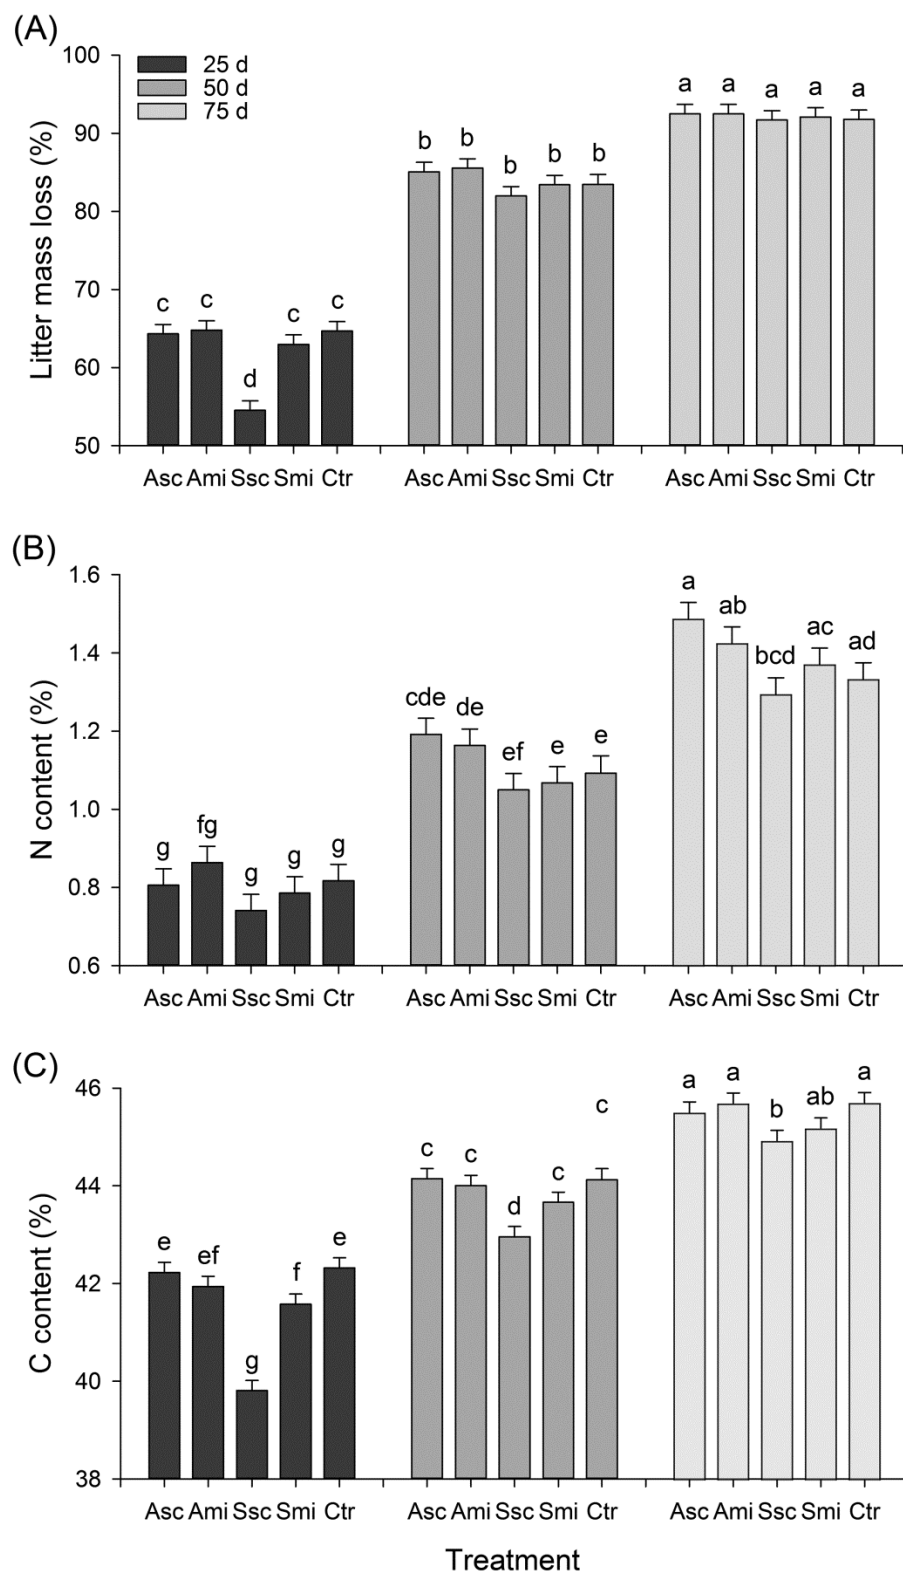 (A)
Litter mass loss (%)
100
90
80
70
60
50
25 d
50 d
75 d
c c d c c
b b b b b
a a a a a
Asc Ami Ssc Smi Ctr Asc Ami Ssc Smi Ctr Asc Ami Ssc Smi Ctr
(B)
N content (%)
1.6
1.4
1.2
1.0
0.8
0.6
g fg g g g
cde de ef e e
a ab bcd ac ad
Asc Ami Ssc Smi Ctr Asc Ami Ssc Smi Ctr Asc Ami Ssc Smi Ctr
(C)
C content (%)
46
44
42
40
38
e ef g f e
c c d c c
a a b ab a
Asc Ami Ssc Smi Ctr Asc Ami Ssc Smi Ctr Asc Ami Ssc Smi Ctr
Treatment